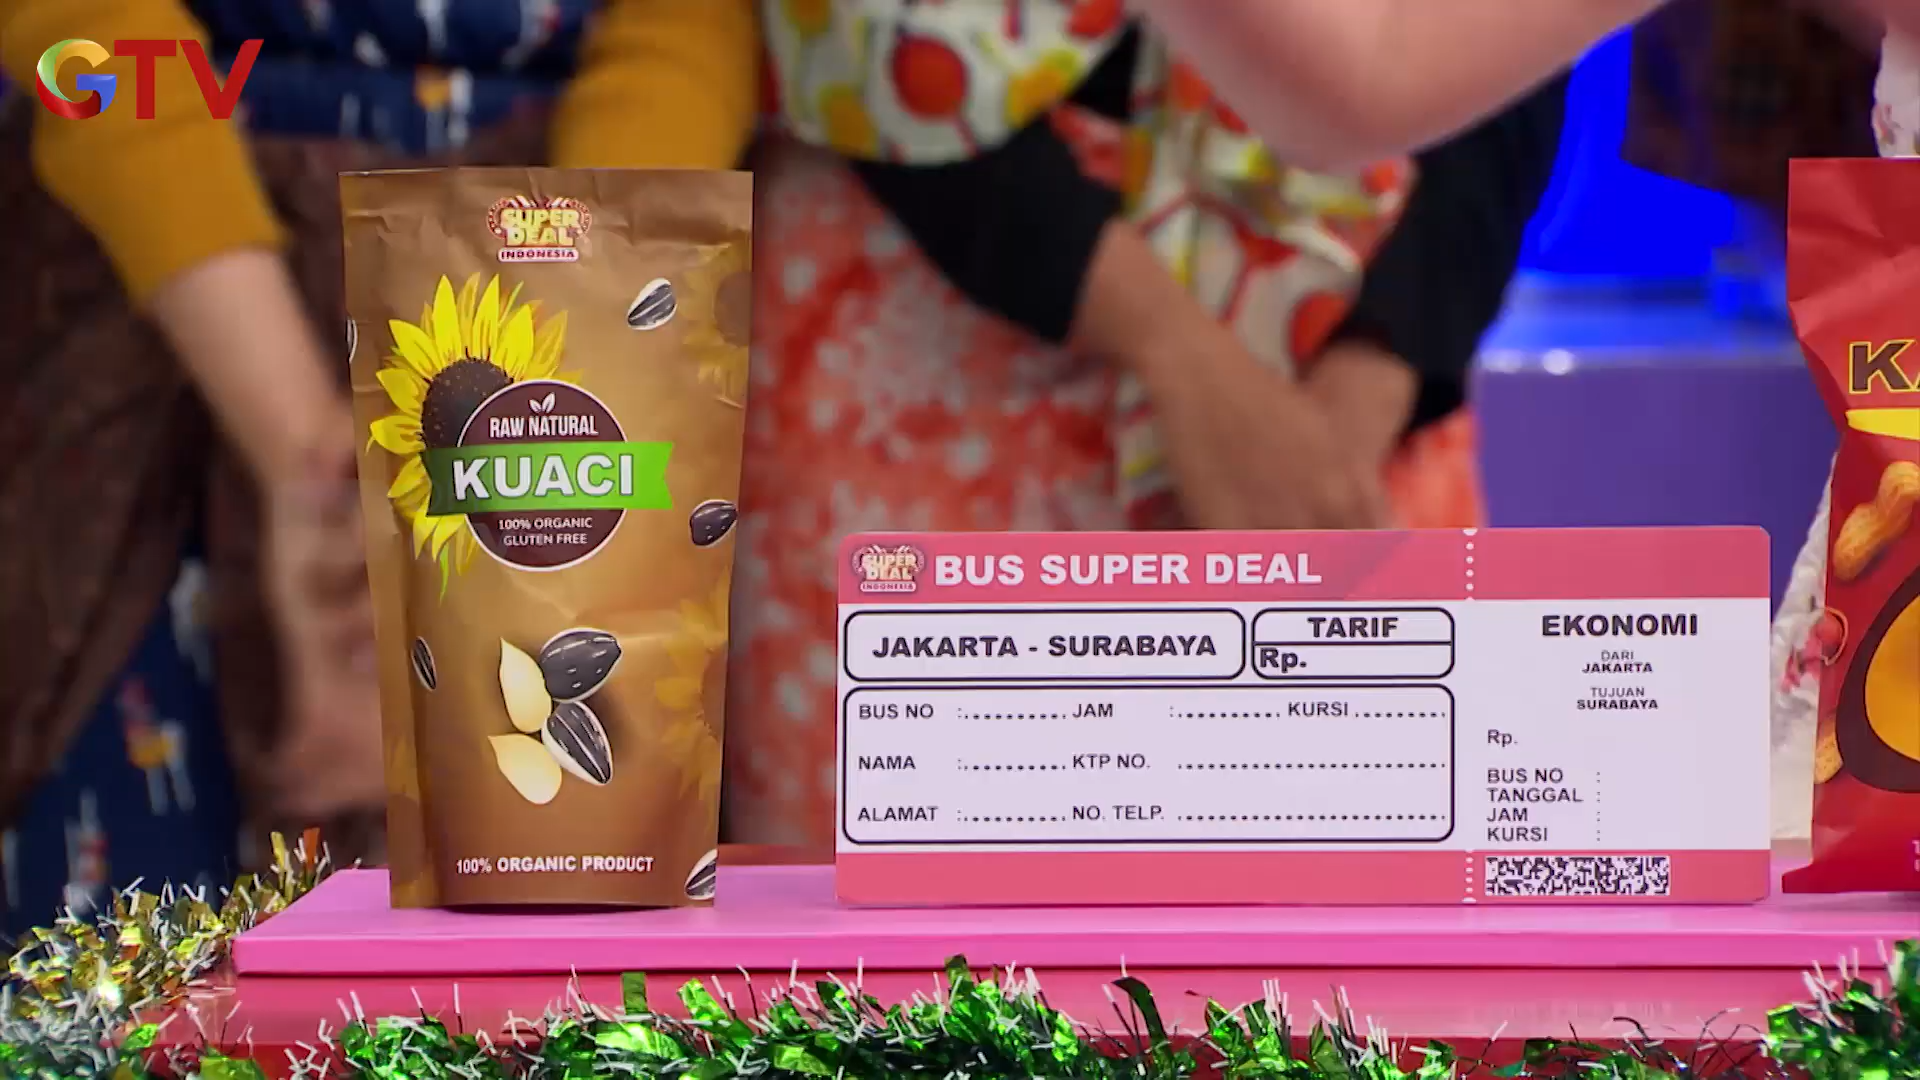 GTV
SUPER
DEAL
INDONESIA
RAW NATURAL
KUACI
100% ORGANIC
GLUTEN FREE
100% ORGANIC PRODUCT
SUPER
DEAL
INDONESIA
BUS SUPER DEAL
JAKARTA - SURABAYA
TARIF
Rp.
BUS NO :.......... JAM :.......... KURSI ........
NAMA :.......... KTP NO. ........................
ALAMAT :.......... NO. TELP. ........................
EKONOMI
DARI
JAKARTA
TUJUAN
SURABAYA
Rp.
BUS NO :
TANGGAL :
JAM :
KURSI :